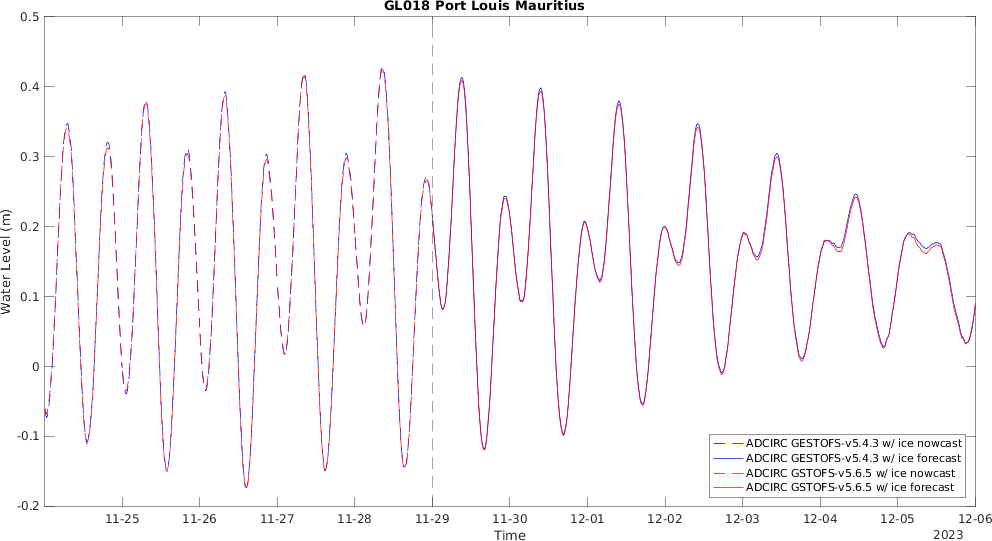 GL018 Port Louis Mauritius
0.5
0.4
0.3
0.2
0.1
0
-0.1
-0.2
Water Level (m)
11-25 11-26 11-27 11-28 11-29 11-30 12-01 12-02 12-03 12-04 12-05 12-06
Time
2023
ADCIRC GESTOFS-v5.4.3 w/ ice nowcast
ADCIRC GESTOFS-v5.4.3 w/ ice forecast
ADCIRC GSTOFS-v5.6.5 w/ ice nowcast
ADCIRC GSTOFS-v5.6.5 w/ ice forecast